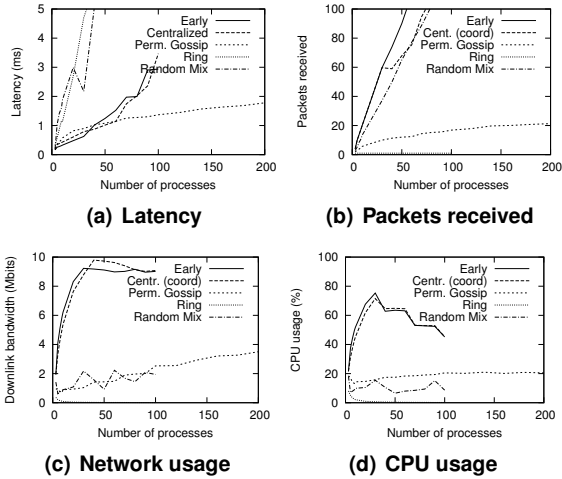 5
4
3
2
1
0
Latency (ms)
Early
Centralized
Perm. Gossip
Ring
Random Mix
0 50 100 150 200
Number of processes
(a) Latency
100
80
60
40
20
0
Packets received
Early
Cent. (coord)
Perm. Gossip
Ring
Random Mix
0 50 100 150 200
Number of processes
(b) Packets received
10
8
6
4
2
0
Downlink bandwidth (Mbits)
Early
Centr. (coord)
Perm. Gossip
Ring
Random Mix
0 50 100 150 200
Number of processes
(c) Network usage
100
80
60
40
20
0
CPU usage (%)
Early
Centr. (coord)
Perm. Gossip
Ring
Random Mix
0 50 100 150 200
Number of processes
(d) CPU usage